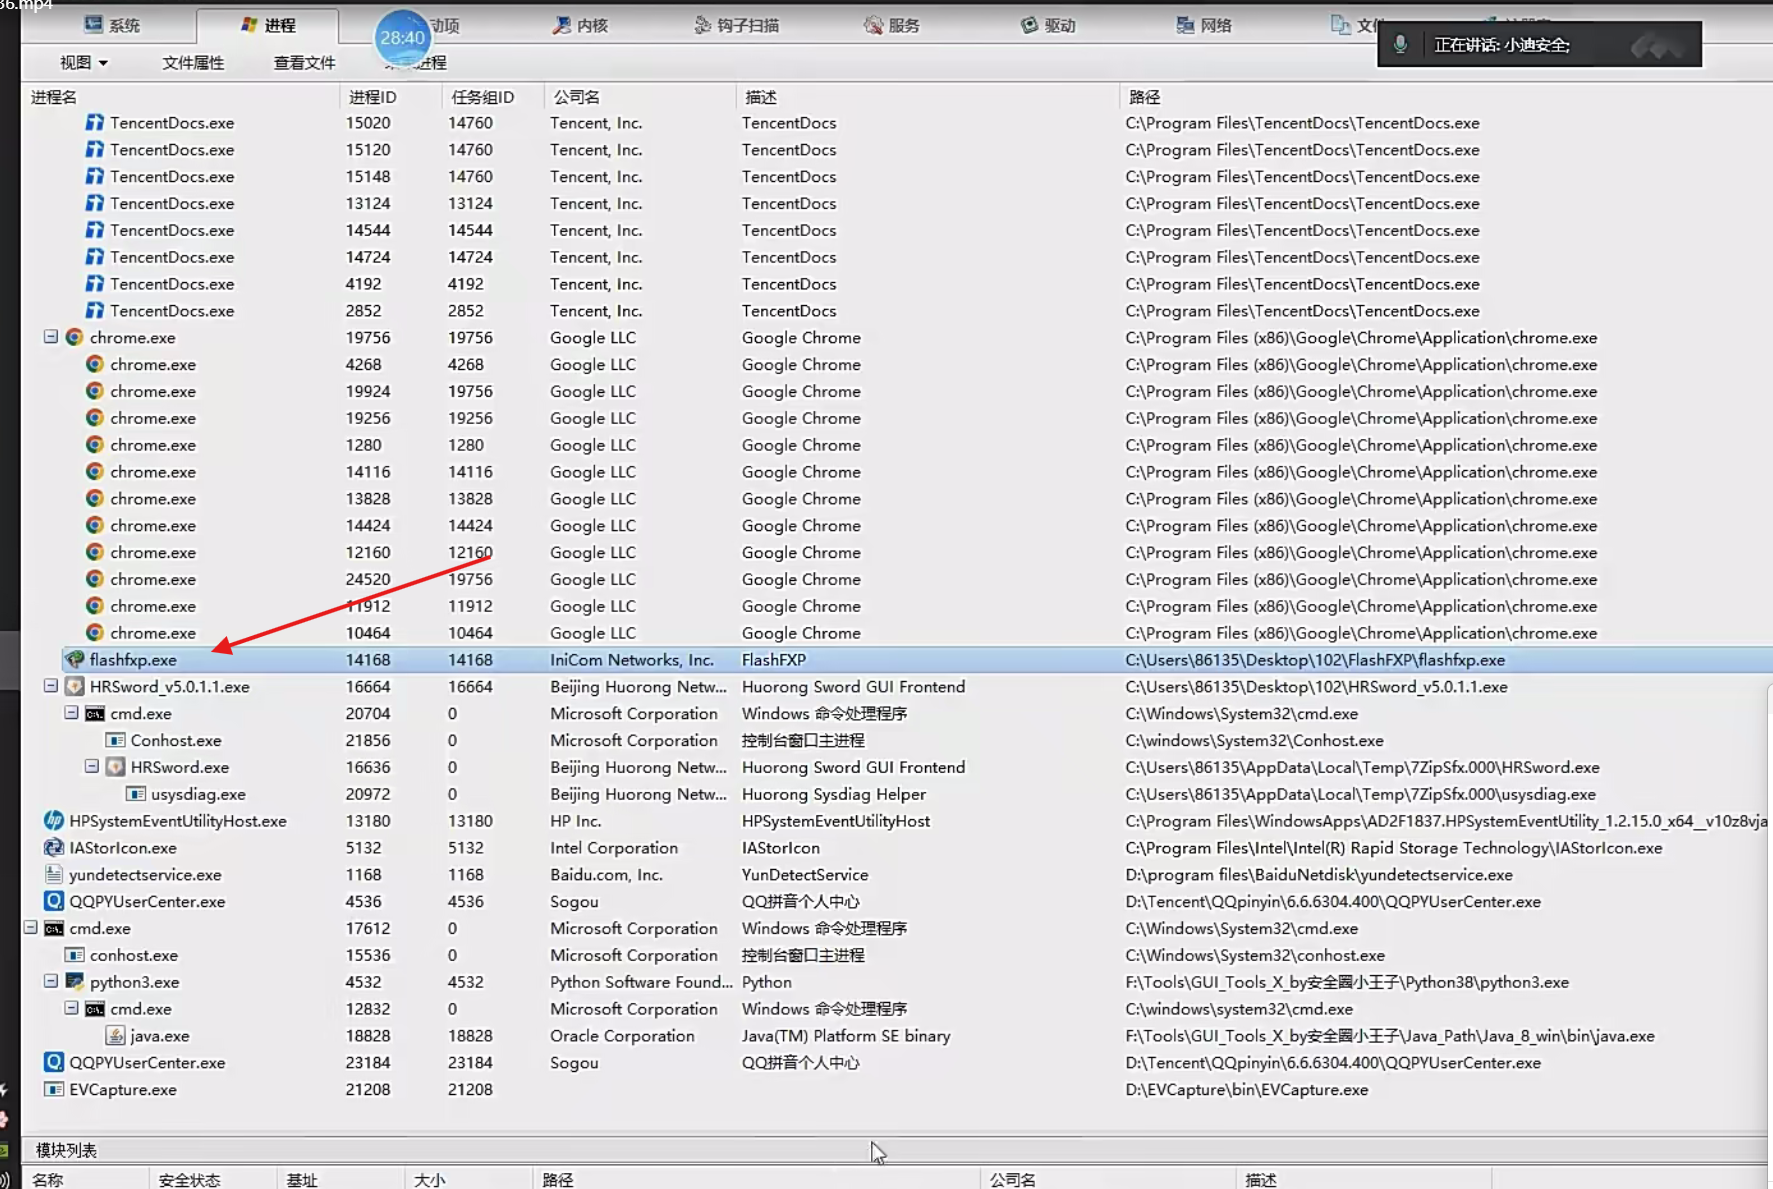 36.mp4
系统 进程 动项 内核 钩子扫描 服务 驱动 网络
28:40
正在讲话: 小迪安全;
视图 文件属性 查看文件 进程
进程名 进程ID 任务组ID 公司名 描述 路径
TencentDocs.exe 15020 14760 Tencent, Inc. TencentDocs C:\Program Files\TencentDocs\TencentDocs.exe
TencentDocs.exe 15120 14760 Tencent, Inc. TencentDocs C:\Program Files\TencentDocs\TencentDocs.exe
TencentDocs.exe 15148 14760 Tencent, Inc. TencentDocs C:\Program Files\TencentDocs\TencentDocs.exe
TencentDocs.exe 13124 13124 Tencent, Inc. TencentDocs C:\Program Files\TencentDocs\TencentDocs.exe
TencentDocs.exe 14544 14544 Tencent, Inc. TencentDocs C:\Program Files\TencentDocs\TencentDocs.exe
TencentDocs.exe 14724 14724 Tencent, Inc. TencentDocs C:\Program Files\TencentDocs\TencentDocs.exe
TencentDocs.exe 4192 4192 Tencent, Inc. TencentDocs C:\Program Files\TencentDocs\TencentDocs.exe
TencentDocs.exe 2852 2852 Tencent, Inc. TencentDocs C:\Program Files\TencentDocs\TencentDocs.exe
chrome.exe 19756 19756 Google LLC Google Chrome C:\Program Files (x86)\Google\Chrome\Application\chrome.exe
chrome.exe 4268 4268 Google LLC Google Chrome C:\Program Files (x86)\Google\Chrome\Application\chrome.exe
chrome.exe 19924 19756 Google LLC Google Chrome C:\Program Files (x86)\Google\Chrome\Application\chrome.exe
chrome.exe 19256 19256 Google LLC Google Chrome C:\Program Files (x86)\Google\Chrome\Application\chrome.exe
chrome.exe 1280 1280 Google LLC Google Chrome C:\Program Files (x86)\Google\Chrome\Application\chrome.exe
chrome.exe 14116 14116 Google LLC Google Chrome C:\Program Files (x86)\Google\Chrome\Application\chrome.exe
chrome.exe 13828 13828 Google LLC Google Chrome C:\Program Files (x86)\Google\Chrome\Application\chrome.exe
chrome.exe 14424 14424 Google LLC Google Chrome C:\Program Files (x86)\Google\Chrome\Application\chrome.exe
chrome.exe 12160 12160 Google LLC Google Chrome C:\Program Files (x86)\Google\Chrome\Application\chrome.exe
chrome.exe 24520 19756 Google LLC Google Chrome C:\Program Files (x86)\Google\Chrome\Application\chrome.exe
chrome.exe 11912 11912 Google LLC Google Chrome C:\Program Files (x86)\Google\Chrome\Application\chrome.exe
chrome.exe 10464 10464 Google LLC Google Chrome C:\Program Files (x86)\Google\Chrome\Application\chrome.exe
flashfxp.exe 14168 14168 IniCom Networks, Inc. FlashFXP C:\Users\86135\Desktop\102\FlashFXP\flashfxp.exe
HRSword_v5.0.1.1.exe 16664 16664 Beijing Huorong Netw... Huorong Sword GUI Frontend C:\Users\86135\Desktop\102\HRSword_v5.0.1.1.exe
cmd.exe 20704 0 Microsoft Corporation Windows 命令处理程序 C:\Windows\System32\cmd.exe
Conhost.exe 21856 0 Microsoft Corporation 控制台窗口主进程 C:\windows\System32\Conhost.exe
HRSword.exe 16636 0 Beijing Huorong Netw... Huorong Sword GUI Frontend C:\Users\86135\AppData\Local\Temp\7ZipSfx.000\HRSword.exe
usysdiag.exe 20972 0 Beijing Huorong Netw... Huorong Sysdiag Helper C:\Users\86135\AppData\Local\Temp\7ZipSfx.000\usysdiag.exe
HPSystemEventUtilityHost.exe 13180 13180 HP Inc. HPSystemEventUtilityHost C:\Program Files\WindowsApps\AD2F1837.HPSystemEventUtility_1.2.15.0_x64__v10z8vja
IAStorIcon.exe 5132 5132 Intel Corporation IAStorIcon C:\Program Files\Intel\Intel(R) Rapid Storage Technology\IAStorIcon.exe
yundetectservice.exe 1168 1168 Baidu.com, Inc. YunDetectService D:\program files\BaiduNetdisk\yundetectservice.exe
QQPYUserCenter.exe 4536 4536 Sogou QQ拼音个人中心 D:\Tencent\QQpinyin\6.6.6304.400\QQPYUserCenter.exe
cmd.exe 17612 0 Microsoft Corporation Windows 命令处理程序 C:\Windows\System32\cmd.exe
conhost.exe 15536 0 Microsoft Corporation 控制台窗口主进程 C:\Windows\System32\conhost.exe
python3.exe 4532 4532 Python Software Found... Python F:\Tools\GUI_Tools_X_by安全圈小王子\Python38\python3.exe
cmd.exe 12832 0 Microsoft Corporation Windows 命令处理程序 C:\windows\system32\cmd.exe
java.exe 18828 18828 Oracle Corporation Java(TM) Platform SE binary F:\Tools\GUI_Tools_X_by安全圈小王子\Java_Path\Java_8_win\bin\java.exe
QQPYUserCenter.exe 23184 23184 Sogou QQ拼音个人中心 D:\Tencent\QQpinyin\6.6.6304.400\QQPYUserCenter.exe
EVCapture.exe 21208 21208 D:\EVCapture\bin\EVCapture.exe
模块列表
名称 安全状态 基址 大小 路径 公司名 描述